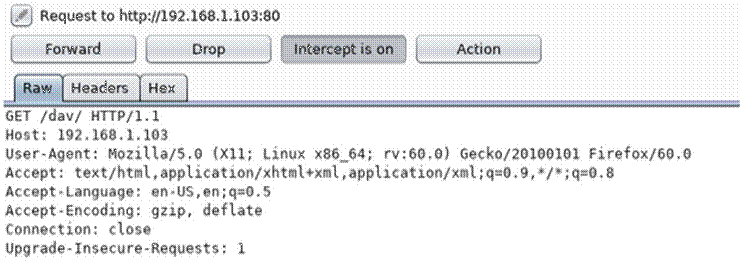 Request to http://192.168.1.103:80
Forward Drop Intercept is on Action
Raw Headers Hex
GET /dav/ HTTP/1.1
Host: 192.168.1.103
User-Agent: Mozilla/5.0 (X11; Linux x86_64; rv:60.0) Gecko/20100101 Firefox/60.0
Accept: text/html,application/xhtml+xml,application/xml;q=0.9,*/*;q=0.8
Accept-Language: en-US,en;q=0.5
Accept-Encoding: gzip, deflate
Connection: close
Upgrade-Insecure-Requests: 1